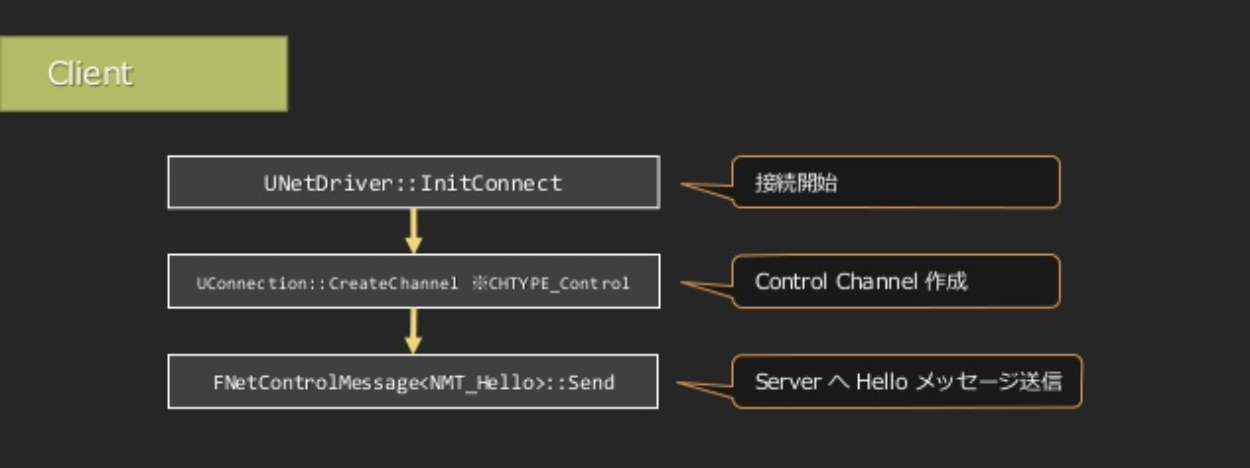 Client
UNetDriver::InitConnect
接続開始
UConnection::CreateChannel ※CHTYPE_Control
Control Channel 作成
FNetControlMessage<NMT_Hello>::Send
Server へ Hello メッセージ送信